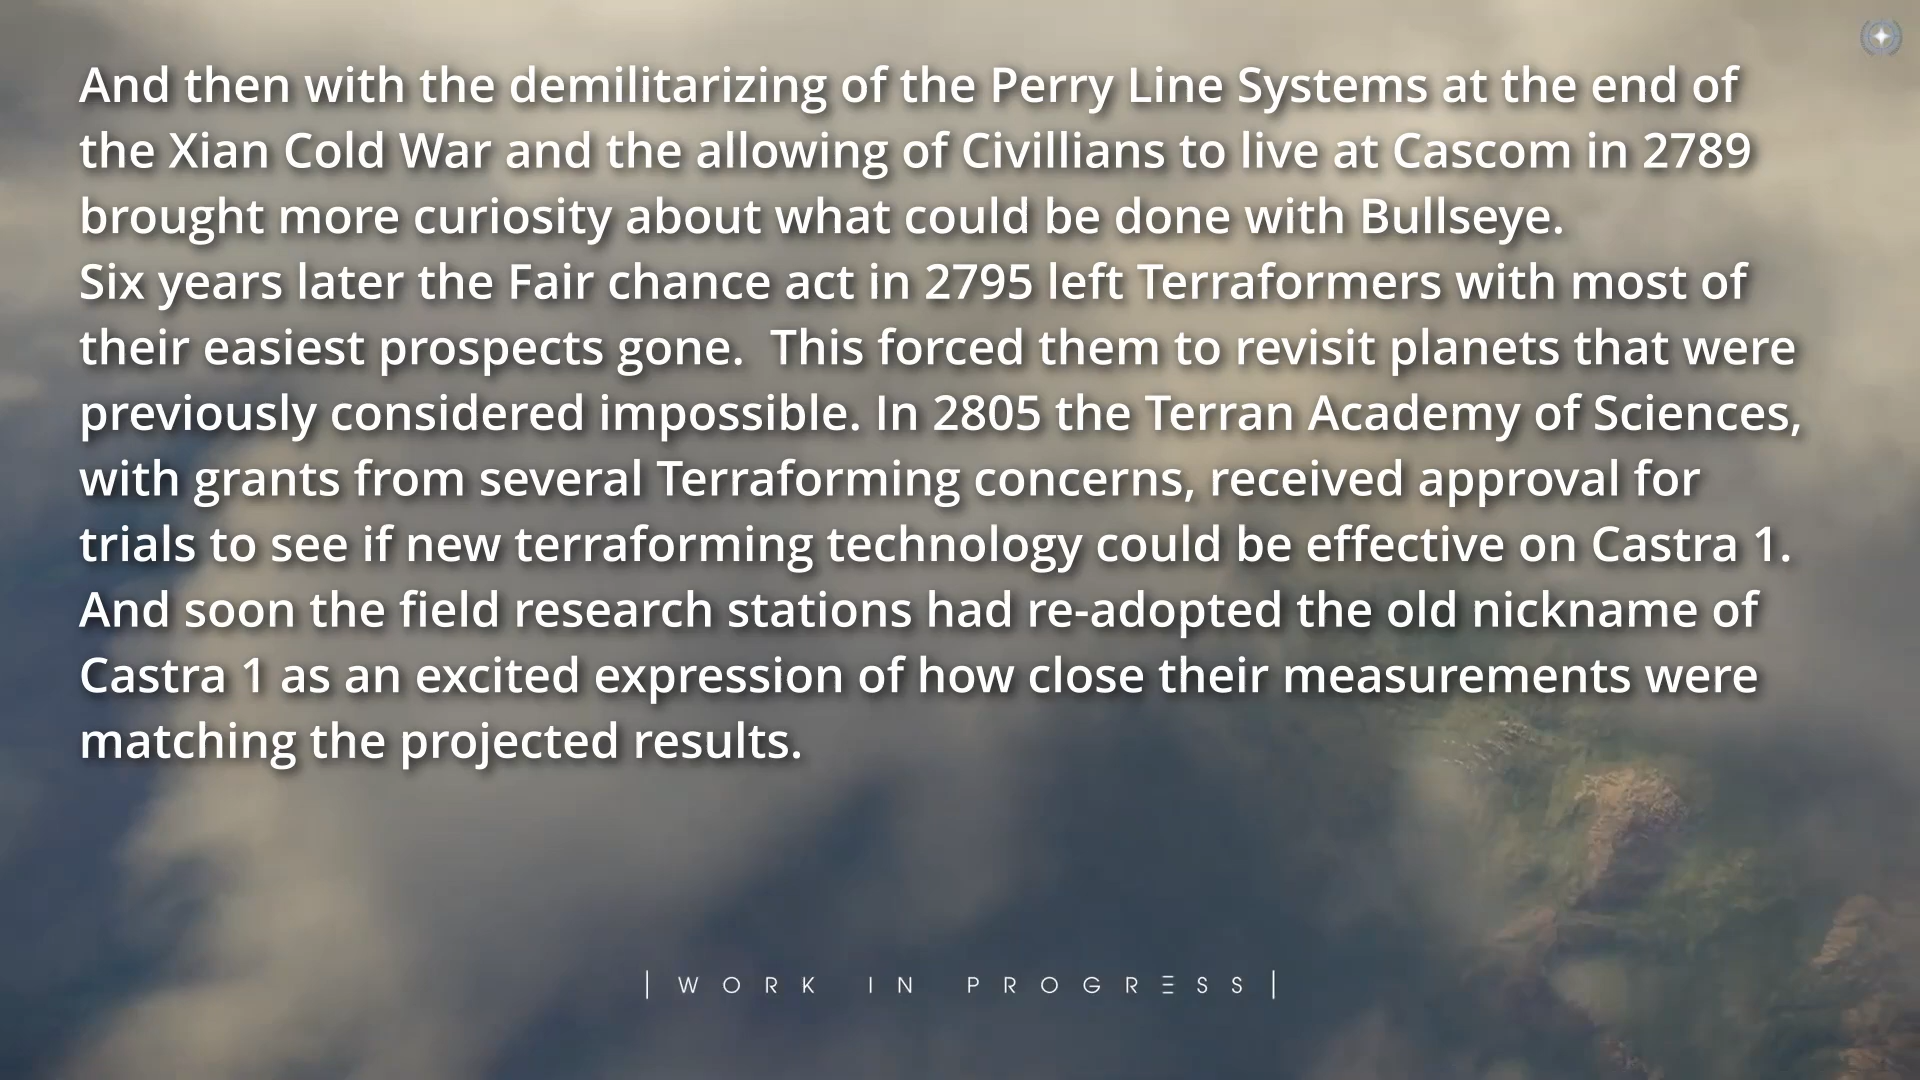 And then with the demilitarizing of the Perry Line Systems at the end of
the Xian Cold War and the allowing of Civillians to live at Cascom in 2789
brought more curiosity about what could be done with Bullseye.
Six years later the Fair chance act in 2795 left Terraformers with most of
their easiest prospects gone.  This forced them to revisit planets that were
previously considered impossible. In 2805 the Terran Academy of Sciences,
with grants from several Terraforming concerns, received approval for
trials to see if new terraforming technology could be effective on Castra 1.
And soon the field research stations had re-adopted the old nickname of
Castra 1 as an excited expression of how close their measurements were
matching the projected results.
| WORK IN PROGRESS |